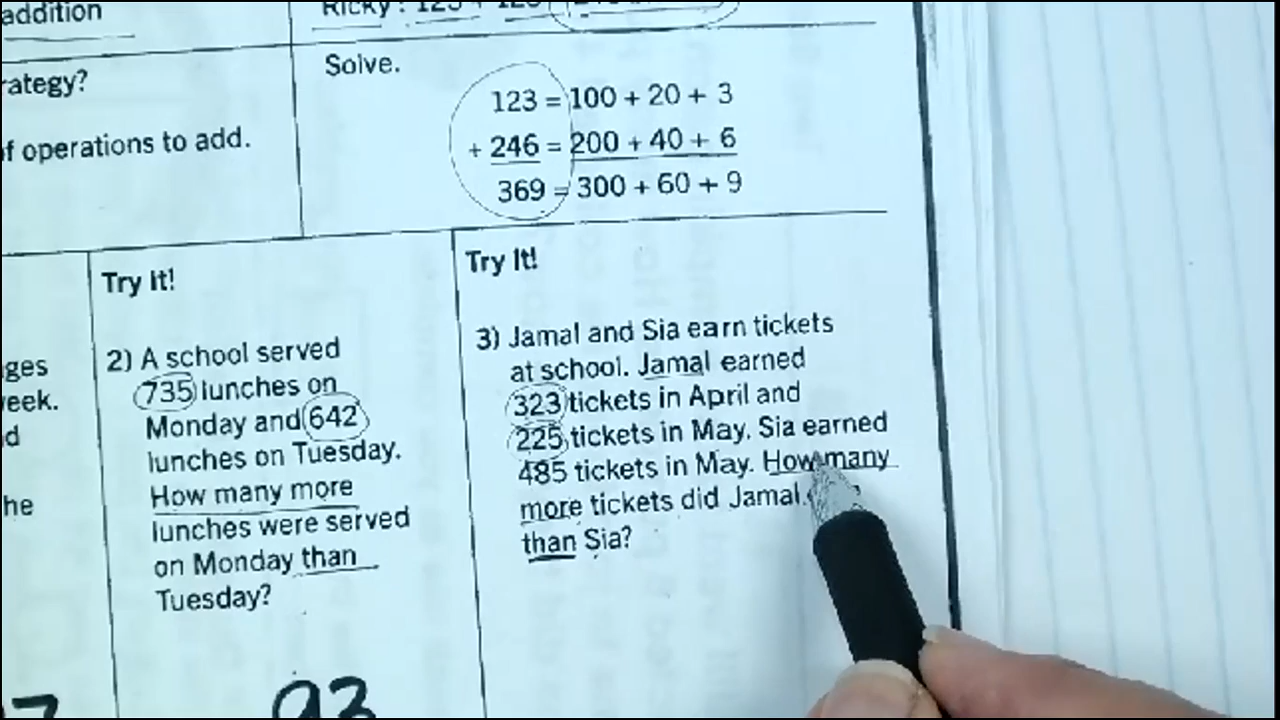 addition
Ricky: 123 + 123
rategy?
Solve.
f operations to add.
123 = 100 + 20 + 3
+ 246 = 200 + 40 + 6
369 = 300 + 60 + 9
Try It!
Try It!
ges
eek.
d
he
2) A school served
735 lunches on
Monday and 642
lunches on Tuesday.
How many more
lunches were served
on Monday than
Tuesday?
93
3) Jamal and Sia earn tickets
at school. Jamal earned
323 tickets in April and
225 tickets in May. Sia earned
485 tickets in May. How many
more tickets did Jamal
than Sia?